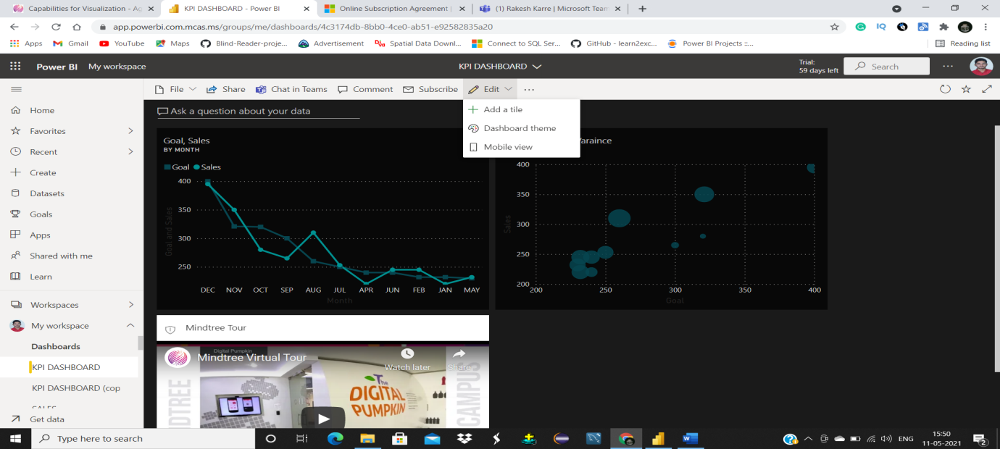 Capabilities for Visualization - Ag
KPI DASHBOARD - Power BI
Online Subscription Agreement |
(1) Rakesh Karre | Microsoft Team
app.powerbi.com.mcas.ms/groups/me/dashboards/4c3174db-8bb0-4ce0-ab51-e92582835a20
IQ
Apps
Gmail
YouTube
Maps
Blind-Reader-proje...
Advertisement
Spatial Data Downl...
Connect to SQL Ser...
GitHub - learn2exc...
Power BI Projects ::...
Reading list
Power BI
My workspace
KPI DASHBOARD
Trial:
59 days left
Search
File
Share
Chat in Teams
Comment
Subscribe
Edit
Home
Favorites
Recent
Create
Datasets
Goals
Apps
Shared with me
Learn
Workspaces
My workspace
Dashboards
KPI DASHBOARD
KPI DASHBOARD (cop
Get data
Ask a question about your data
Add a tile
Dashboard theme
Mobile view
Goal, Sales
BY MONTH
Goal Sales
400
350
300
250
Goal and Sales
DEC NOV OCT SEP AUG JUL APR JUN FEB JAN MAY
Month
Varaince
400
350
300
250
200
Sales
200 250 300 350 400
Goal
Mindtree Tour
Digital Pumpkin
Mindtree Virtual Tour
Watch later
Share
CAMPUS
The
DIGITAL
PUMPKIN
Type here to search
ENG
15:50
11-05-2021
2